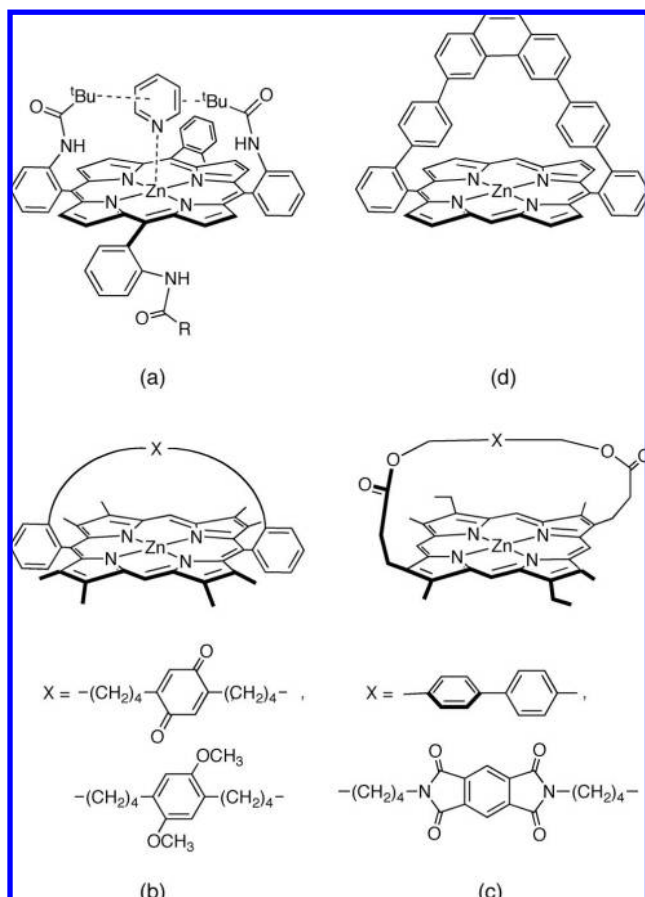 O
ᵗBu
N
ᵗBu
O
NH
HN
N
N
Zn
N
N
NH
O
R
(a)
N
N
Zn
N
N
(d)
X
N
N
Zn
N
N
X = –(CH2)4
O
O
(CH2)4– ,
–(CH2)4
OCH3
OCH3
(CH2)4–
(b)
O
X
O
O
O
N
N
Zn
N
N
X =
,
–(CH2)4–N
O
O
O
O
N–(CH2)4–
(c)